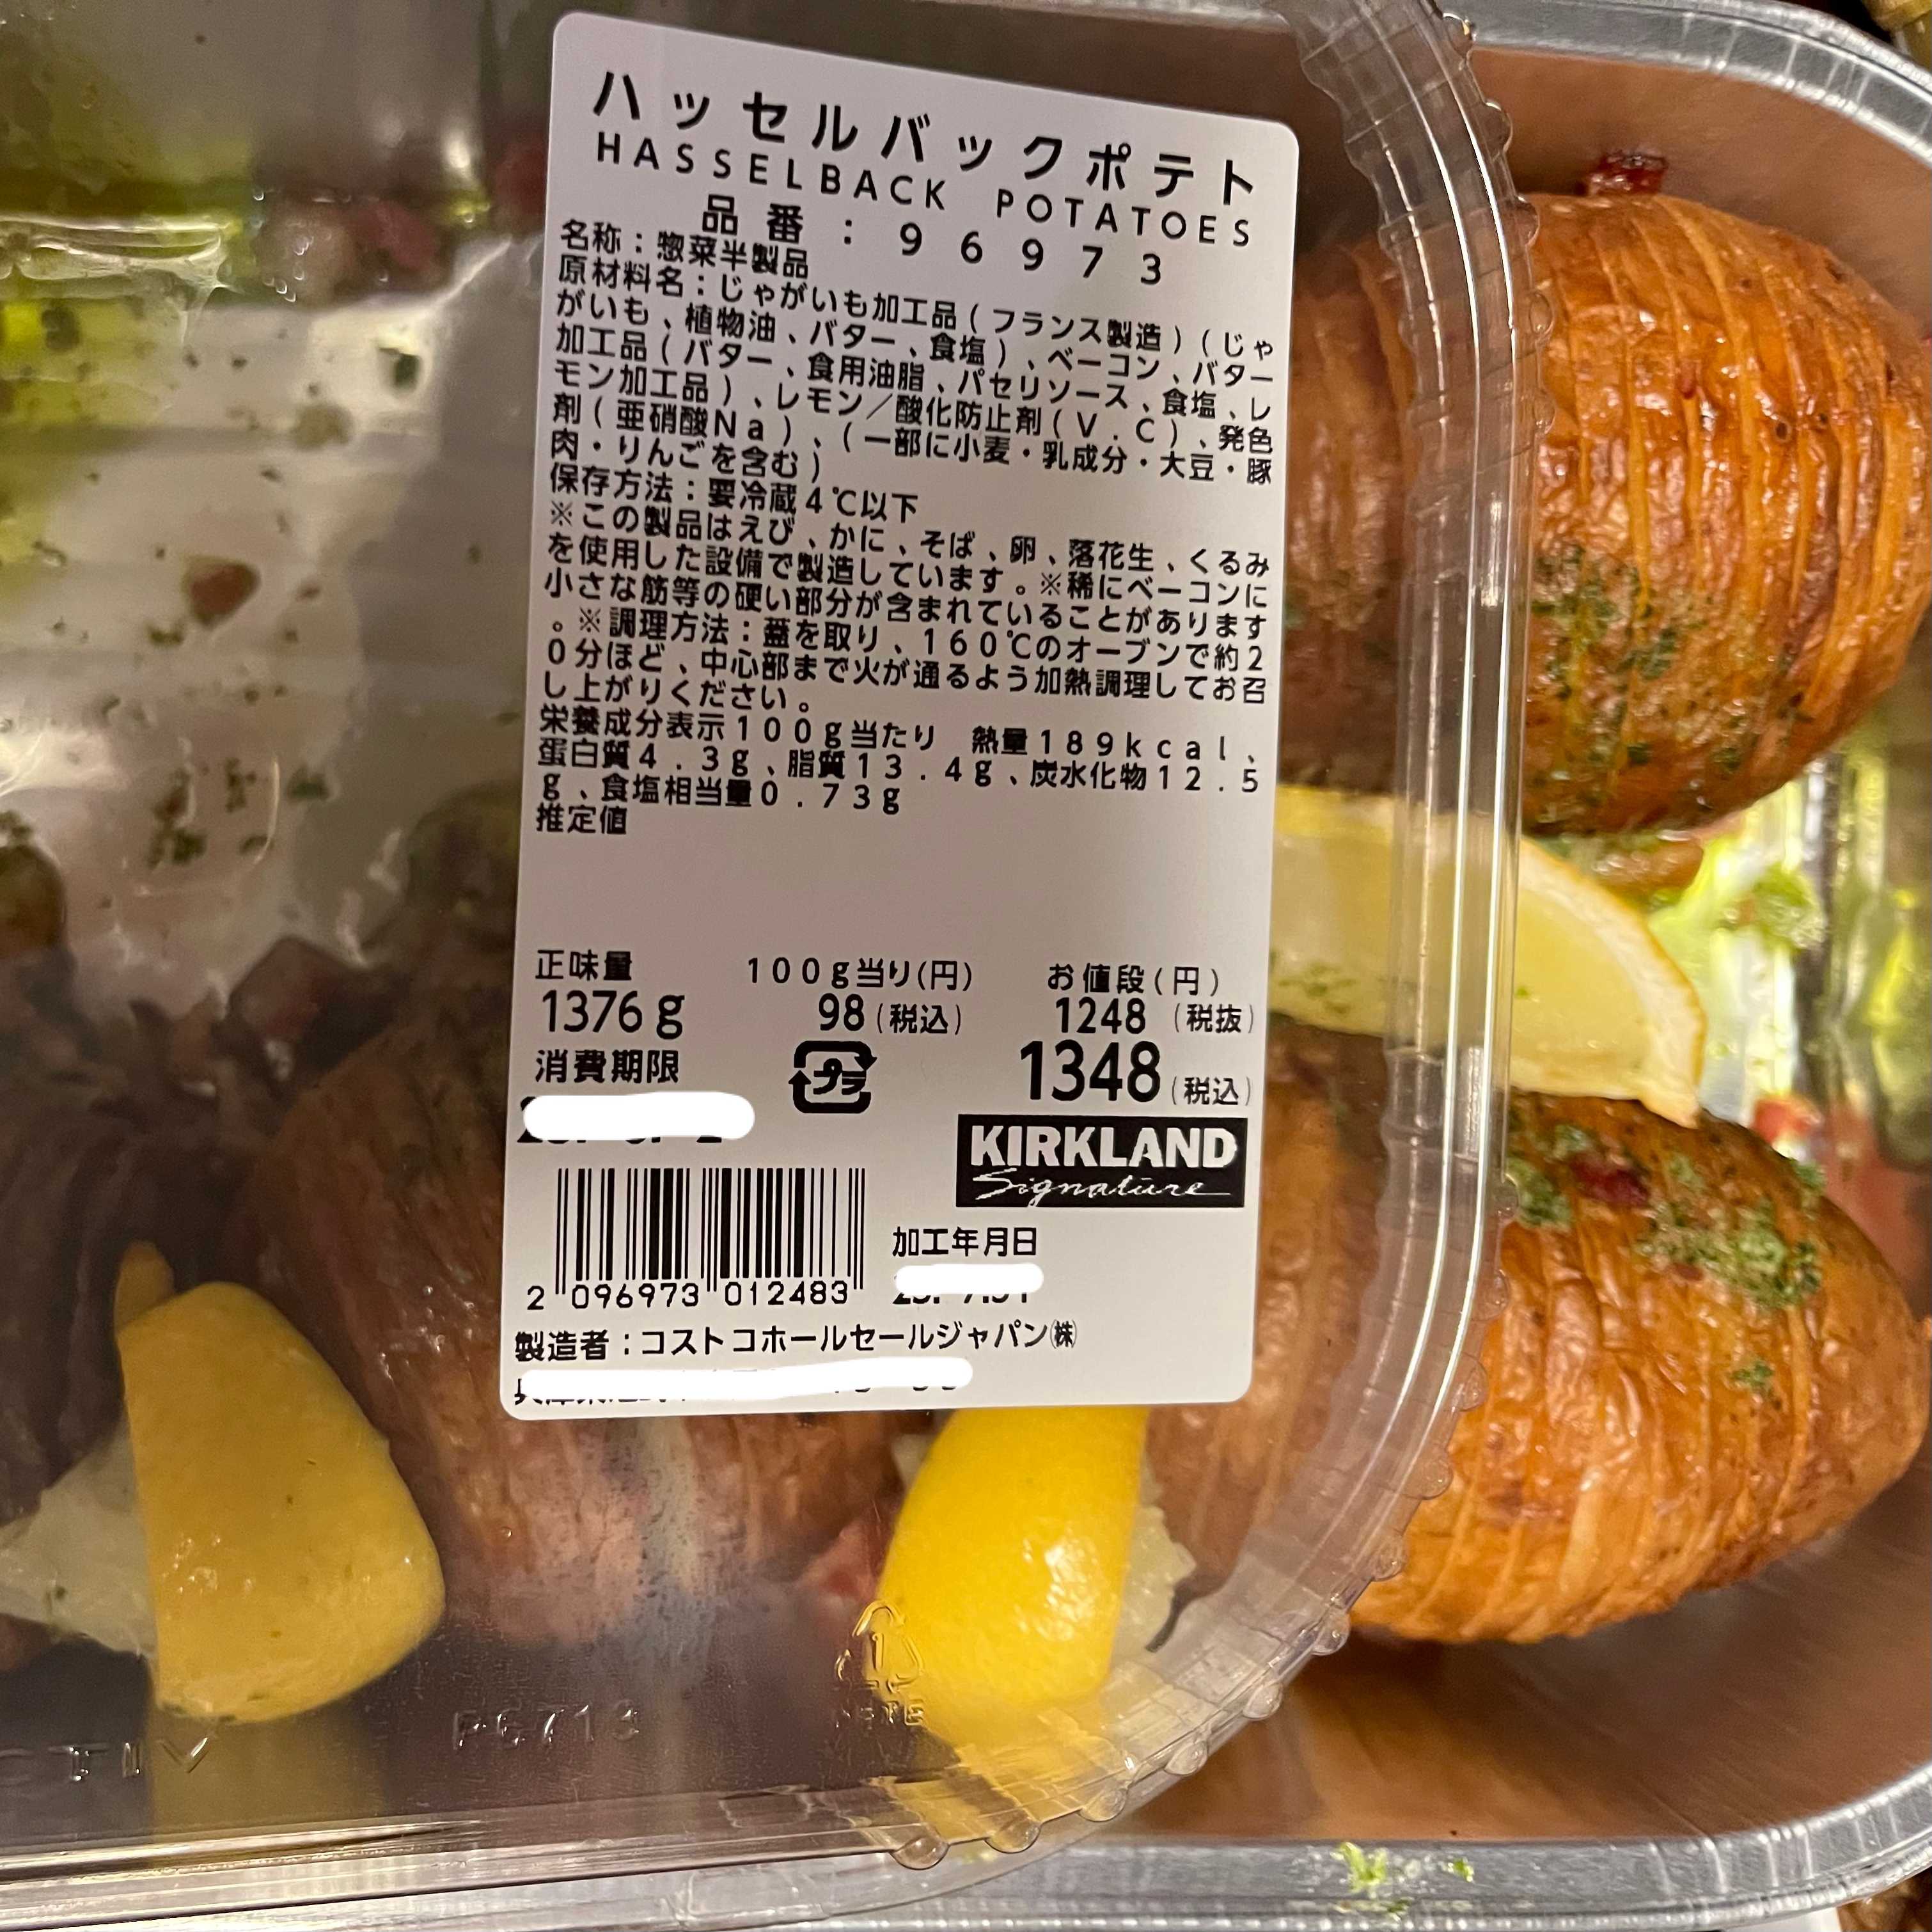 ハッセルバックポテト
HASSELBACK POTATOES
品番：96973
名称：惣菜半製品
原材料名：じゃがいも加工品（フランス製造）（じゃ
がいも、植物油、バター、食塩）、ベーコン、バター
加工品（バター、食用油脂、パセリソース、食塩、レ
モン加工品）、レモン／酸化防止剤（V.C）、発色
剤（亜硝酸Na）、（一部に小麦・乳成分・大豆・豚
肉・りんごを含む）
保存方法：要冷蔵4℃以下
※この製品はえび、かに、そば、卵、落花生、くるみ
を使用した設備で製造しています。※稀にベーコンに
小さな筋等の硬い部分が含まれていることがあります
。※調理方法：蓋を取り、160℃のオーブンで約2
0分ほど、中心部まで火が通るよう加熱調理してお召
し上がりください。
栄養成分表示100g当たり 熱量189kcal、
蛋白質4.3g、脂質13.4g、炭水化物12.5
g、食塩相当量0.73g
推定値
正味量 100g当り(円) お値段(円)
1376g 98(税込) 1248 (税抜)
消費期限 プラ 1348(税込)
KIRKLAND
Signature
加工年月日
2 096973 012483
製造者：コストコホールセールジャパン㈱
1
PETE
PC713